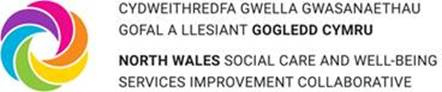 CYDWEITHREDFA GWELLA GWASANAETHAU
GOFAL A LLESIANT GOGLEDD CYMRU
NORTH WALES SOCIAL CARE AND WELL-BEING
SERVICES IMPROVEMENT COLLABORATIVE